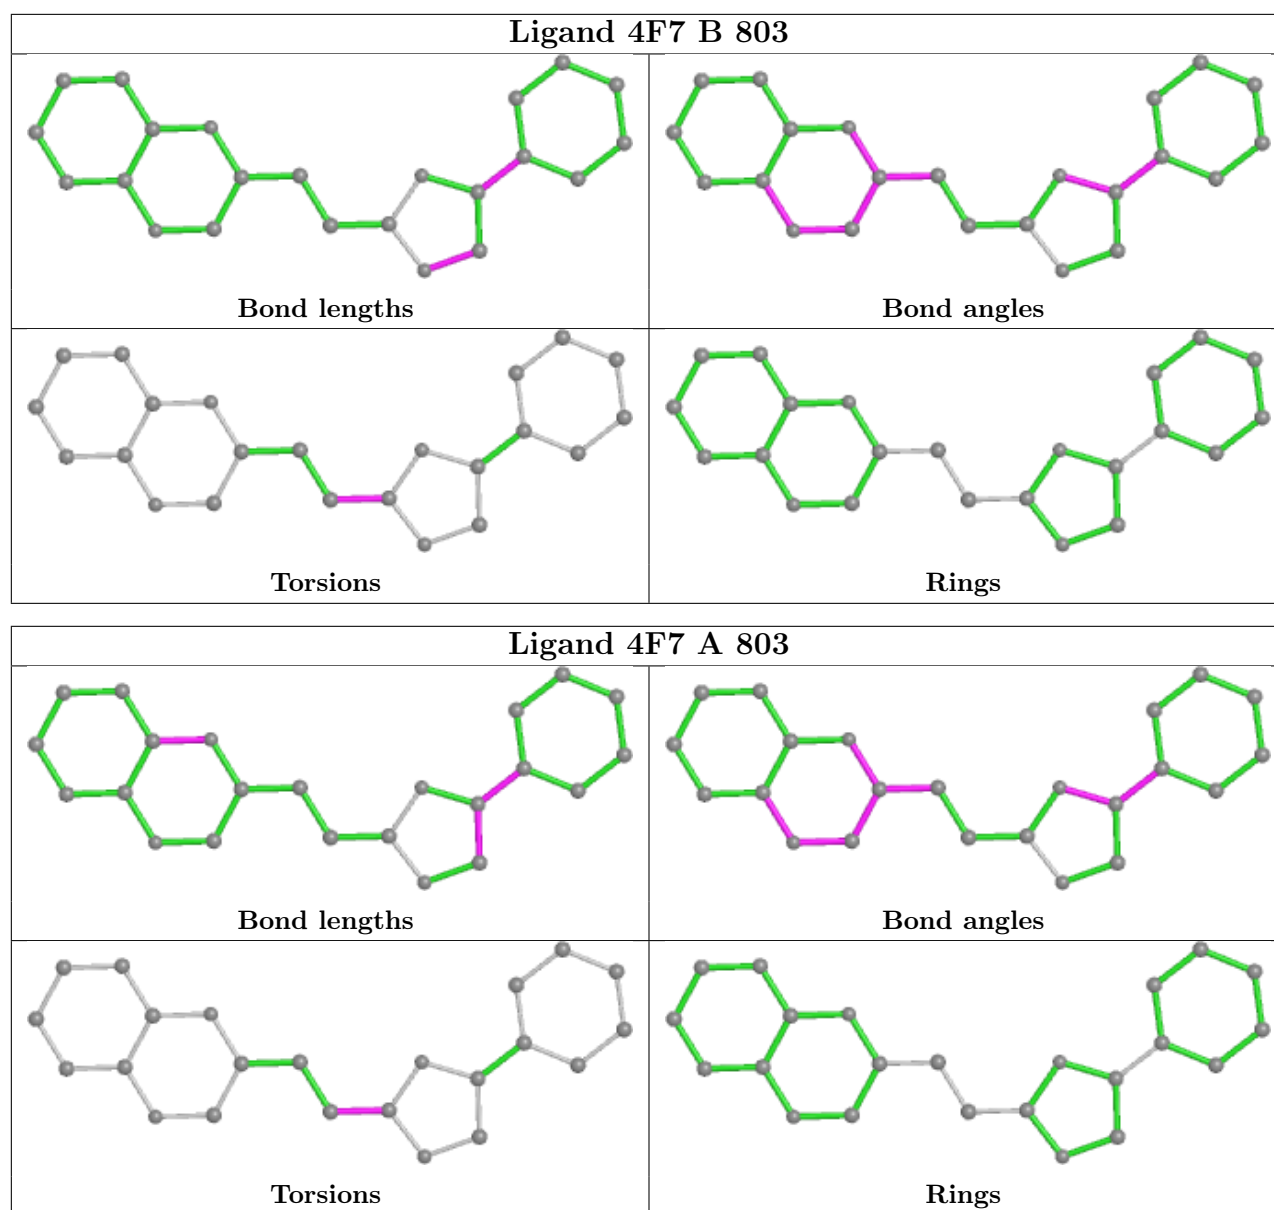 Ligand 4F7 B 803
Bond lengths
Bond angles
Torsions
Rings
Ligand 4F7 A 803
Bond lengths
Bond angles
Torsions
Rings